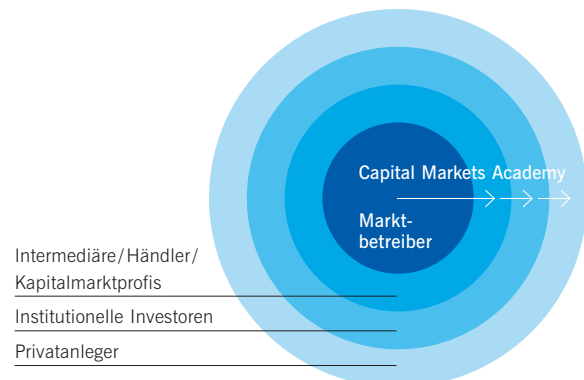 Capital Markets Academy
Markt-
betreiber
Intermediäre/Händler/
Kapitalmarktprofis
Institutionelle Investoren
Privatanleger